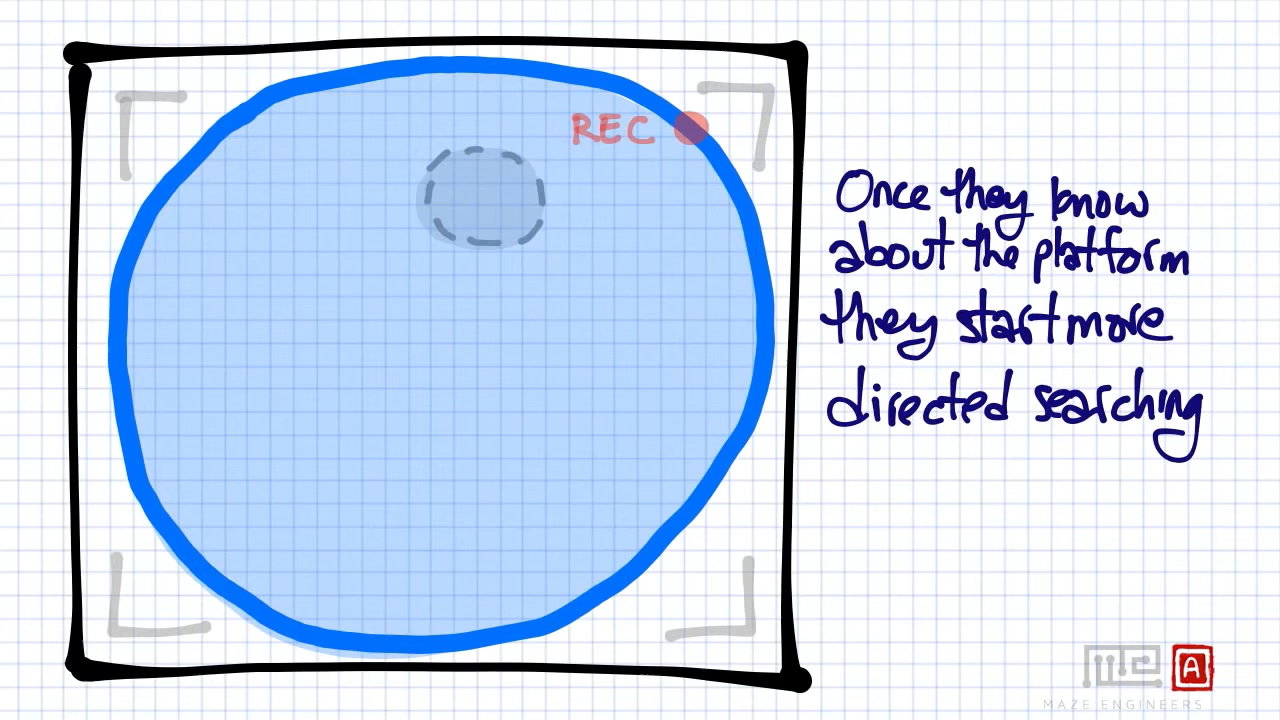 REC
Once they know
about the platform
they start more
directed searching
A
MAZE ENGINEERS